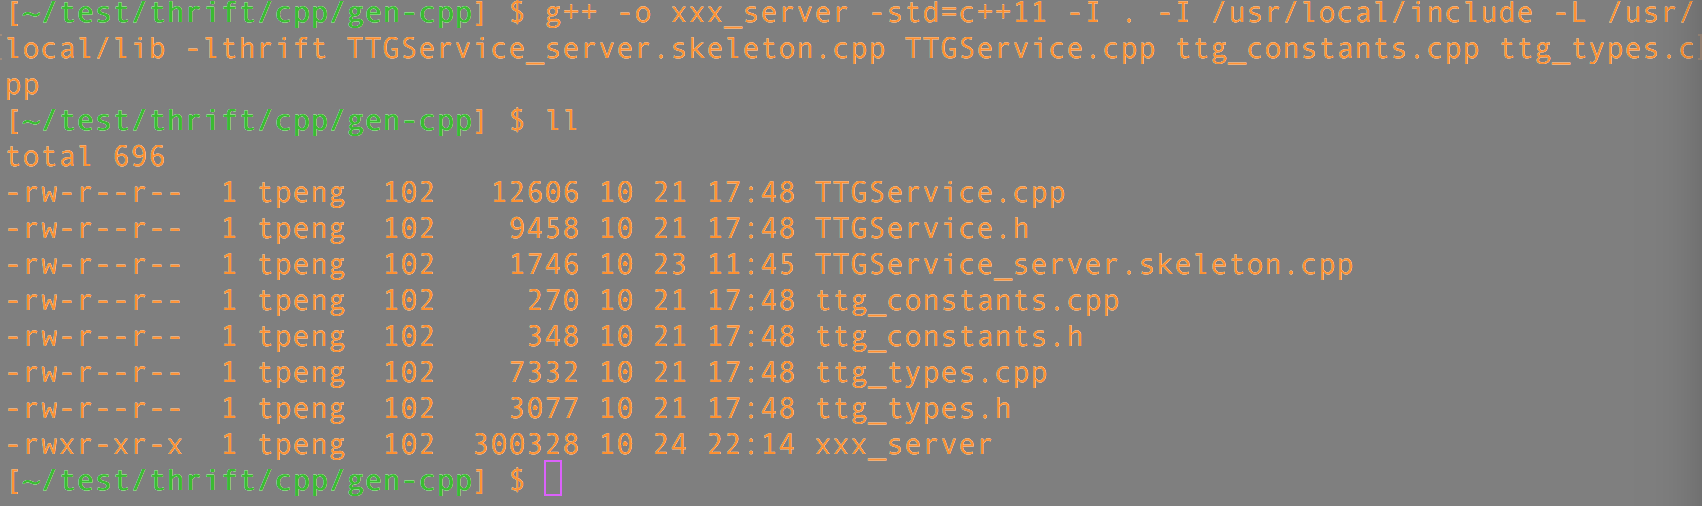 [~/test/thrift/cpp/gen-cpp] $ g++ -o xxx_server -std=c++11 -I . -I /usr/local/include -L /usr/
local/lib -lthrift TTGService_server.skeleton.cpp TTGService.cpp ttg_constants.cpp ttg_types.c
pp
[~/test/thrift/cpp/gen-cpp] $ ll
total 696
-rw-r--r--  1 tpeng  102   12606 10 21 17:48 TTGService.cpp
-rw-r--r--  1 tpeng  102    9458 10 21 17:48 TTGService.h
-rw-r--r--  1 tpeng  102    1746 10 23 11:45 TTGService_server.skeleton.cpp
-rw-r--r--  1 tpeng  102     270 10 21 17:48 ttg_constants.cpp
-rw-r--r--  1 tpeng  102     348 10 21 17:48 ttg_constants.h
-rw-r--r--  1 tpeng  102    7332 10 21 17:48 ttg_types.cpp
-rw-r--r--  1 tpeng  102    3077 10 21 17:48 ttg_types.h
-rwxr-xr-x  1 tpeng  102  300328 10 24 22:14 xxx_server
[~/test/thrift/cpp/gen-cpp] $